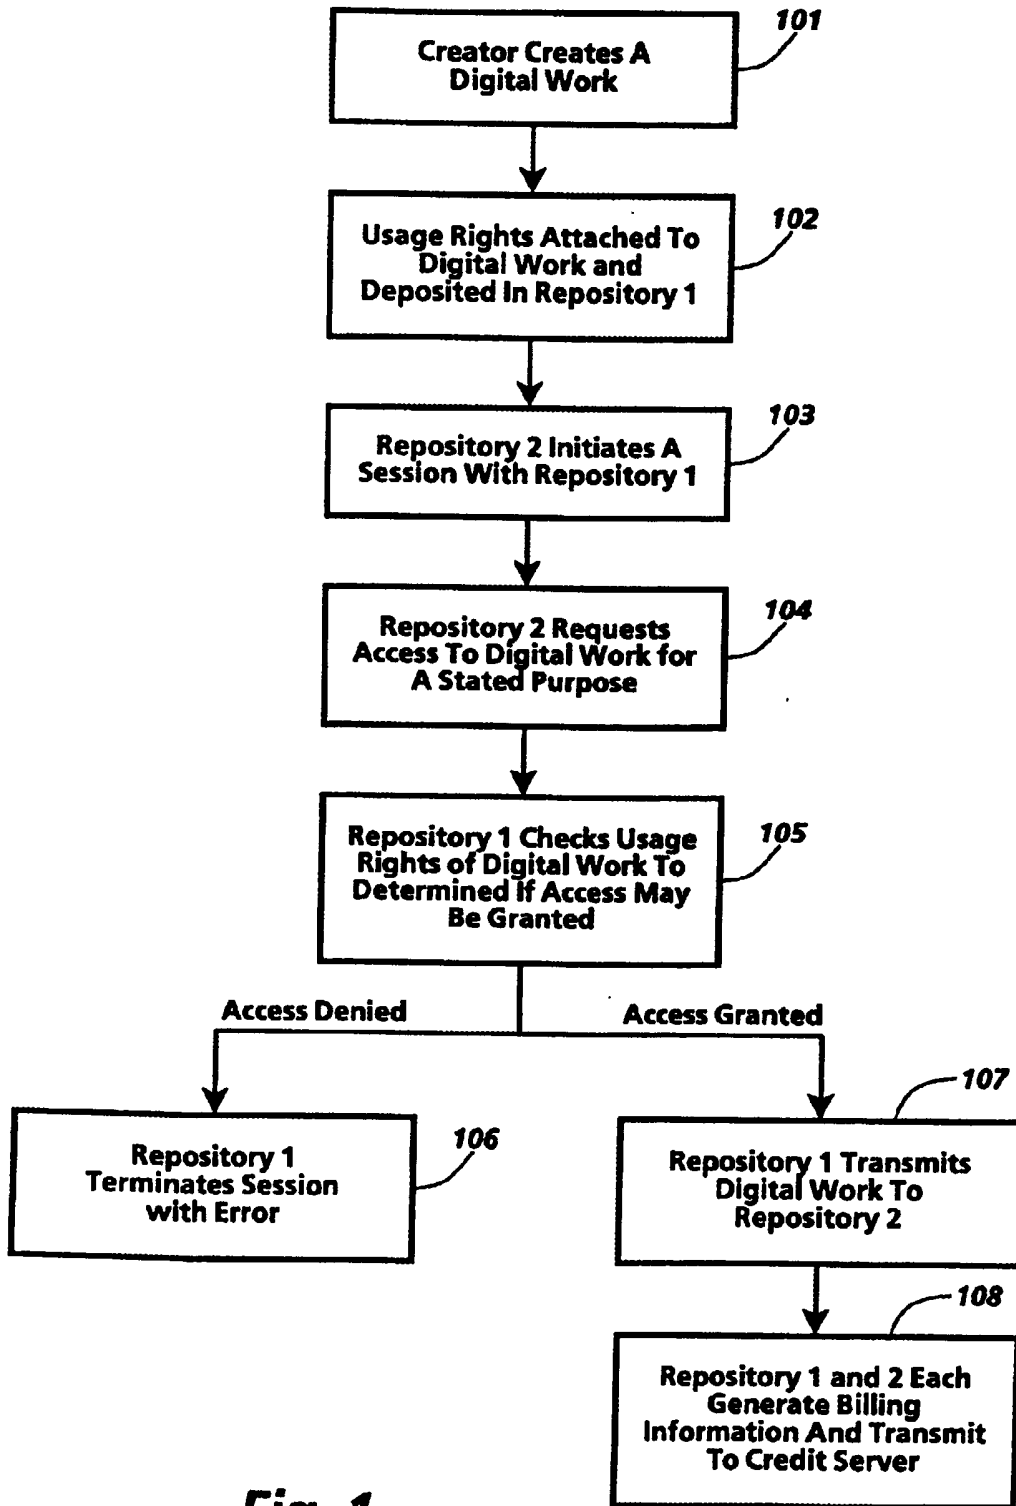 101
Creator Creates A
Digital Work
102
Usage Rights Attached To
Digital Work and
Deposited In Repository 1
103
Repository 2 Initiates A
Session With Repository 1
104
Repository 2 Requests
Access To Digital Work for
A Stated Purpose
105
Repository 1 Checks Usage
Rights of Digital Work To
Determined If Access May
Be Granted
Access Denied
Access Granted
106
Repository 1
Terminates Session
with Error
107
Repository 1 Transmits
Digital Work To
Repository 2
108
Repository 1 and 2 Each
Generate Billing
Information And Transmit
To Credit Server
Fig. 1